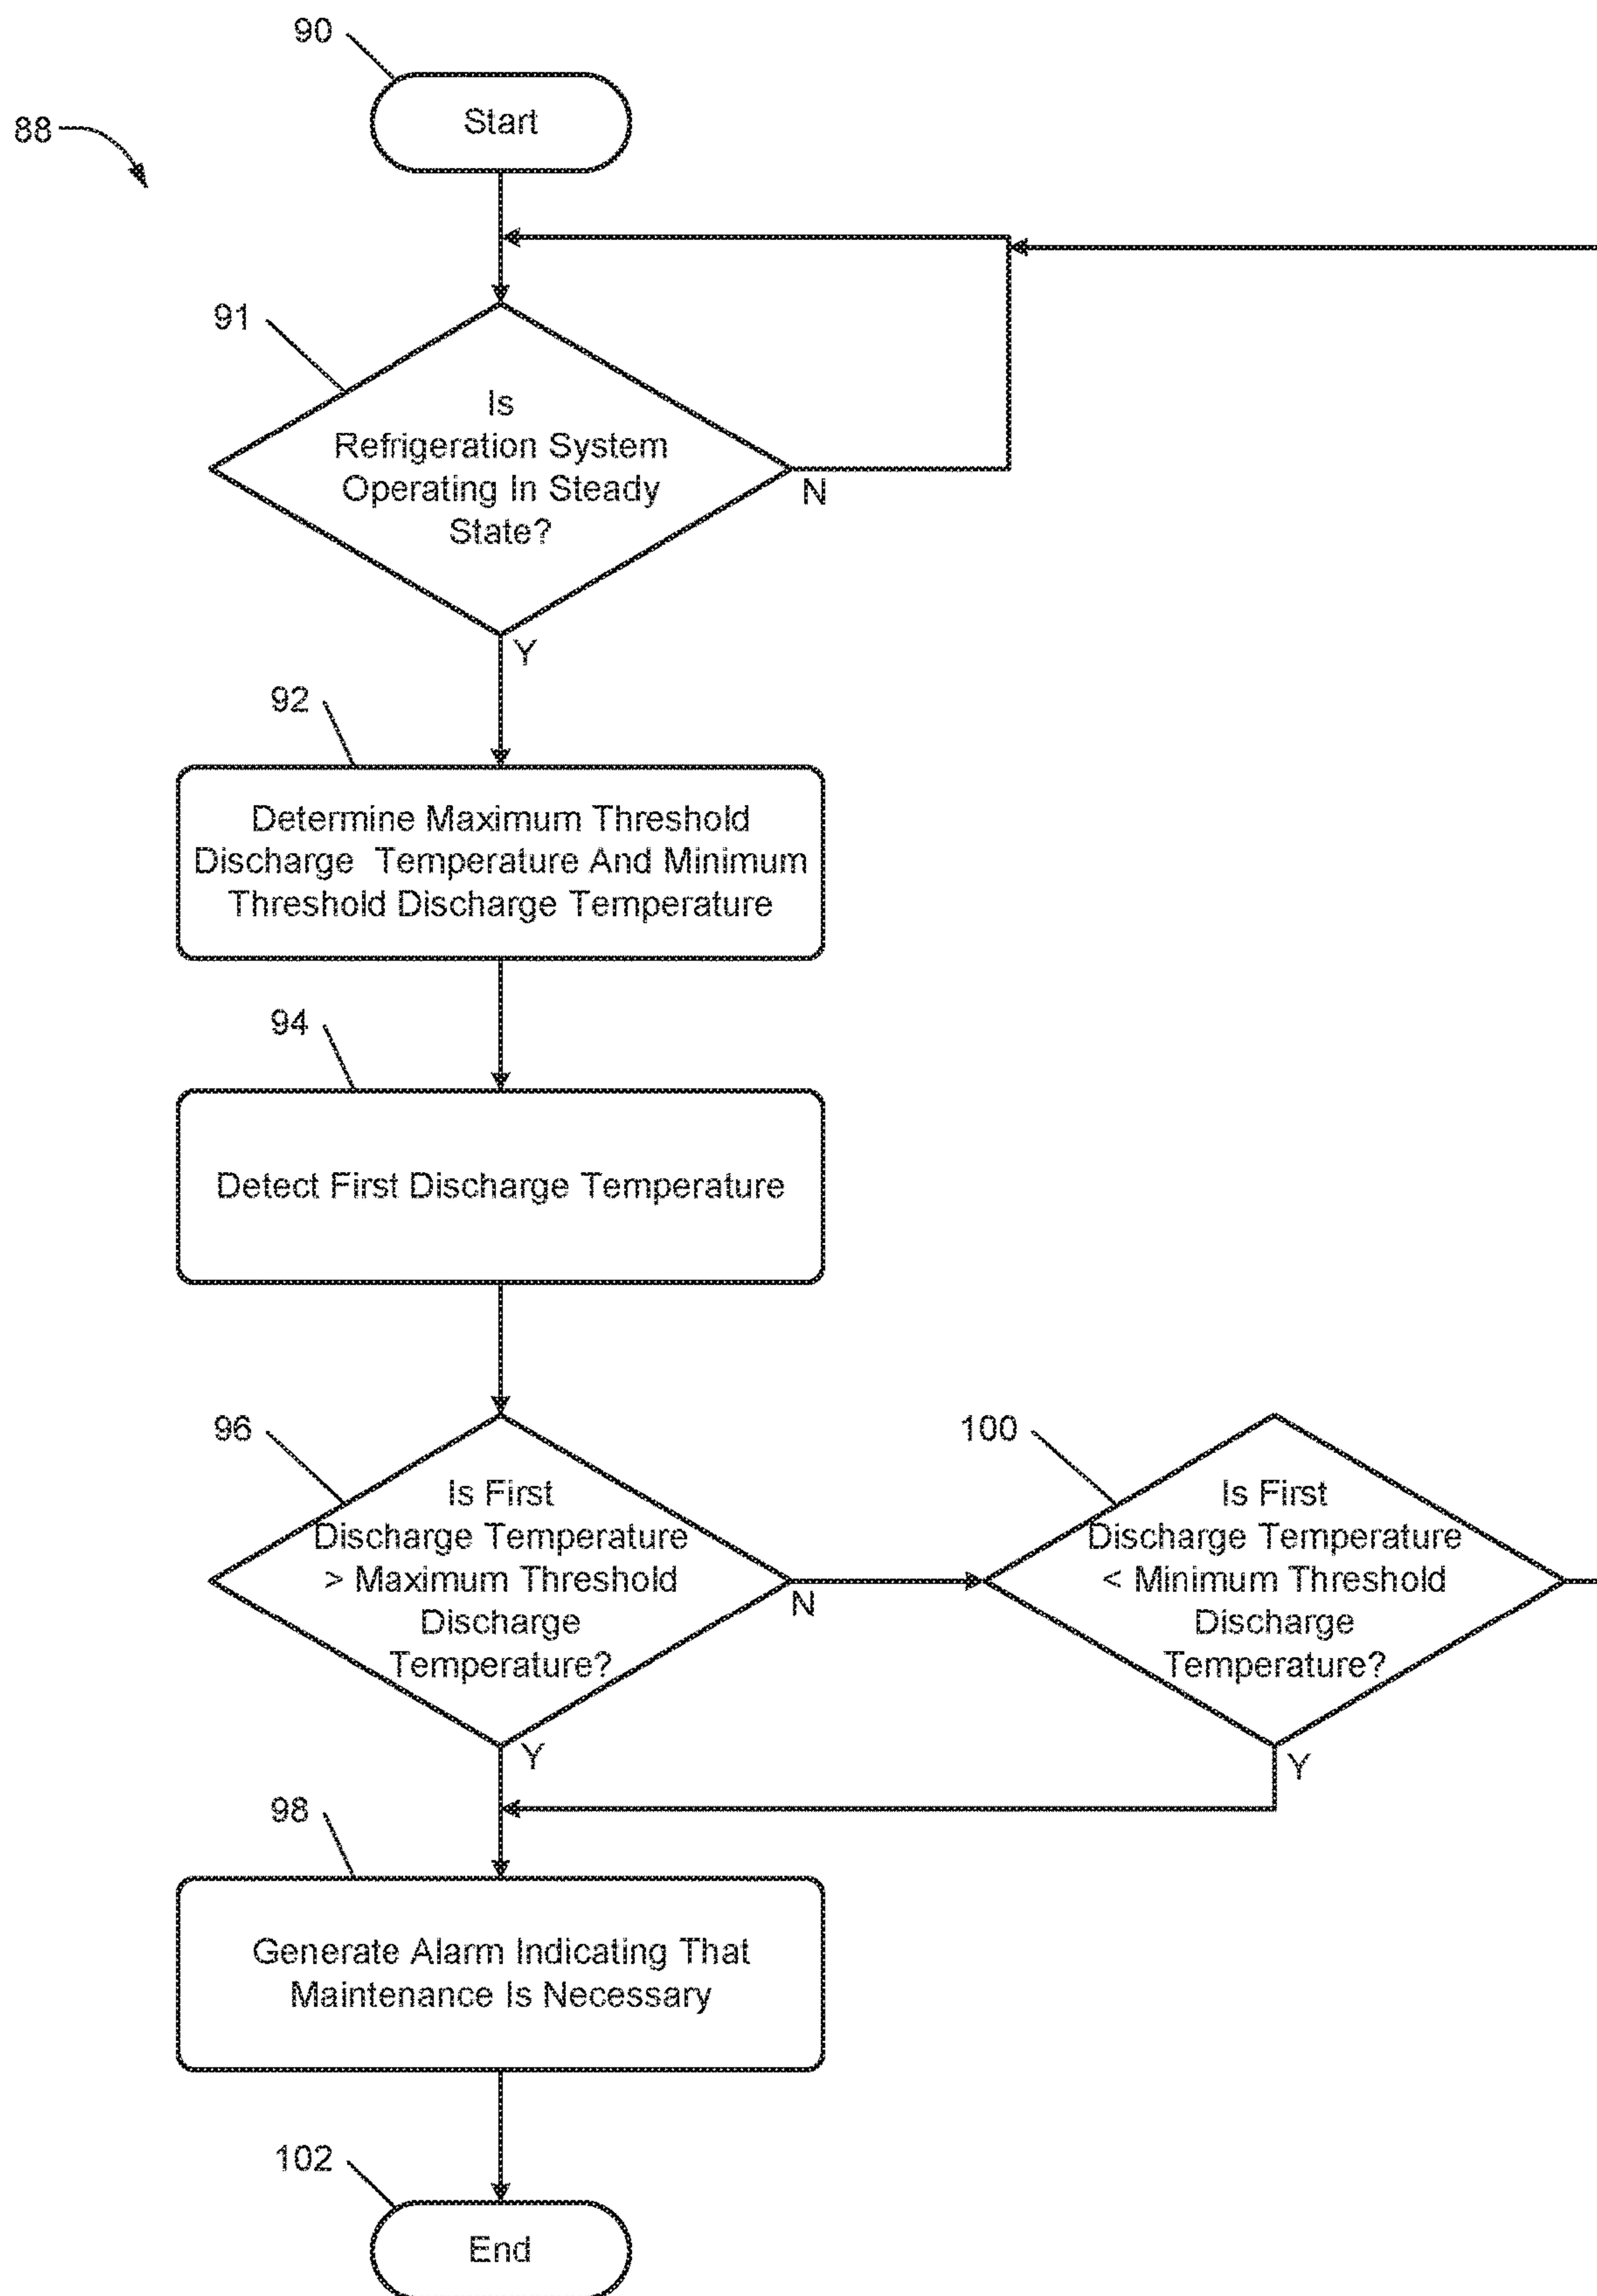 90
Start
88
91
Is
Refrigeration System
Operating In Steady
State?
N
Y
92
Determine Maximum Threshold
Discharge Temperature And Minimum
Threshold Discharge Temperature
94
Detect First Discharge Temperature
96
Is First
Discharge Temperature
> Maximum Threshold
Discharge
Temperature?
N
Y
100
Is First
Discharge Temperature
< Minimum Threshold
Discharge
Temperature?
Y
98
Generate Alarm Indicating That
Maintenance Is Necessary
102
End